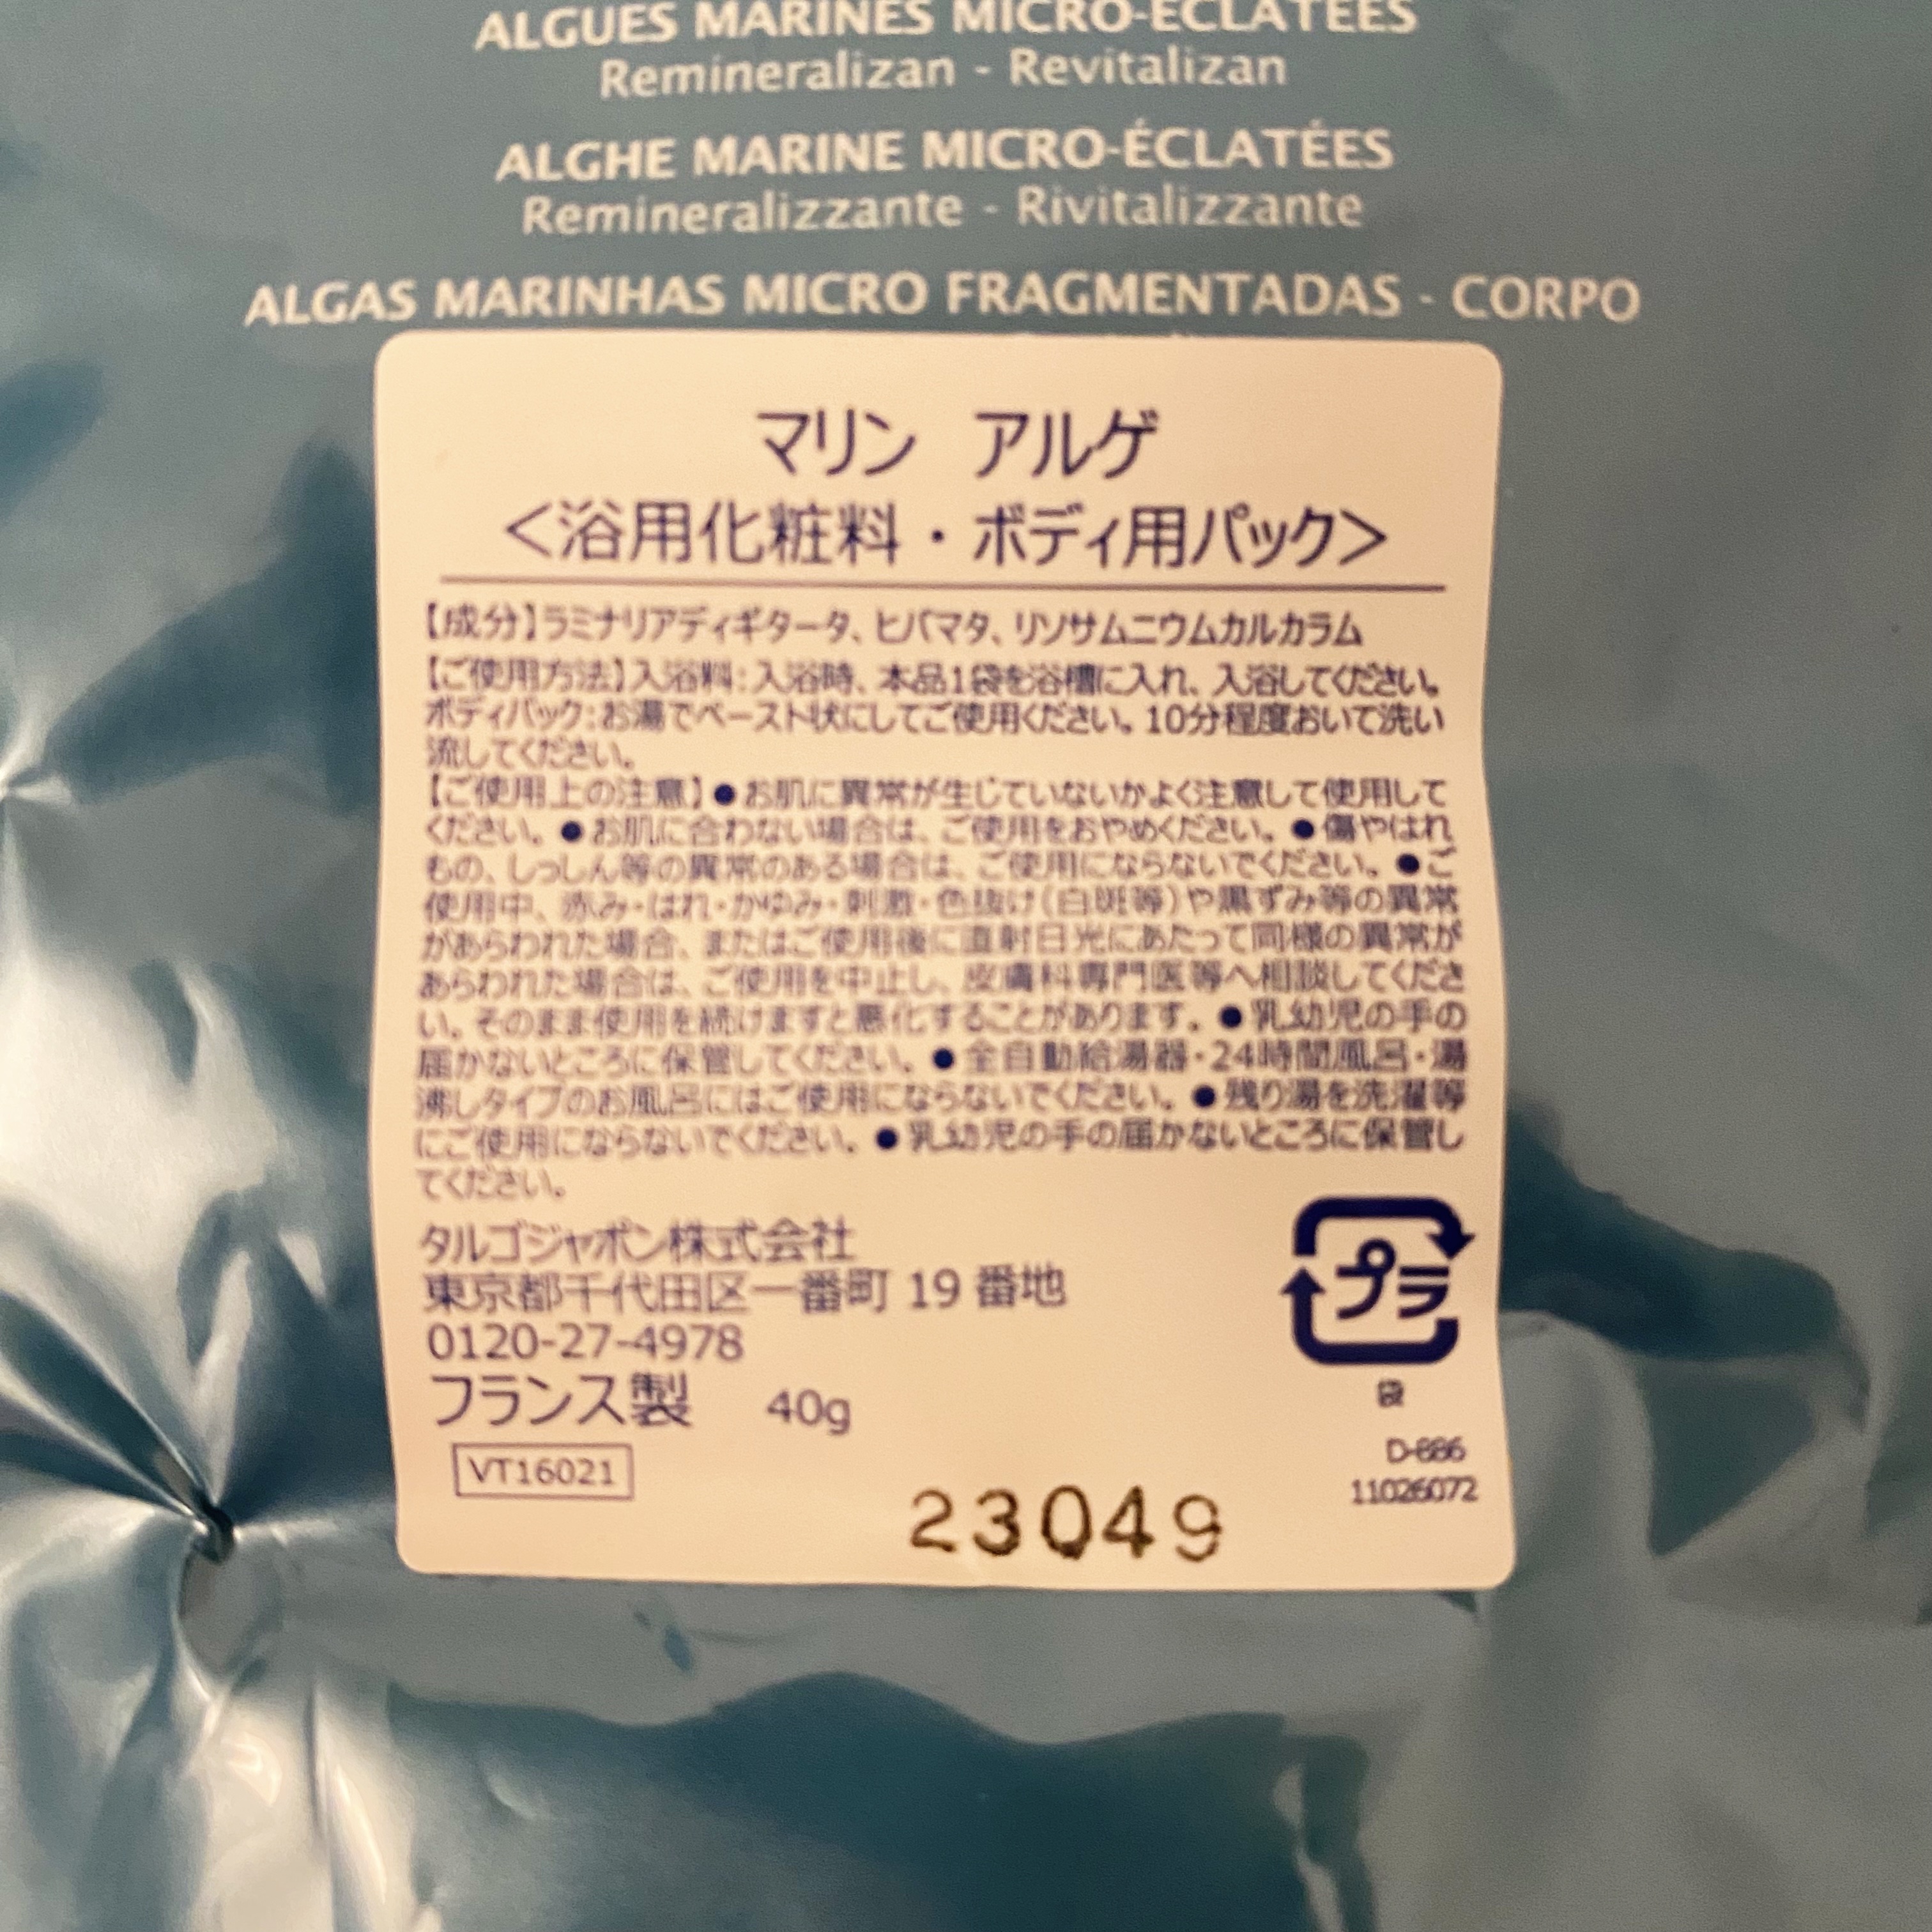 ALGUES MARINES MICRO-ÉCLATÉES
Remineralizan - Revitalizan
ALGHE MARINE MICRO-ÉCLATÉES
Remineralizzante - Rivitalizzante
ALGAS MARINHAS MICRO FRAGMENTADAS - CORPO
マリン アルゲ
＜浴用化粧料・ボディ用パック＞
【成分】ラミナリアディギタータ、ヒバマタ、リソサムニウムカルカラム
【ご使用方法】入浴料：入浴時、本品1袋を浴槽に入れ、入浴してください。
ボディパック：お湯でペースト状にしてご使用ください。10分程度おいて洗い
流してください。
【ご使用上の注意】●お肌に異常が生じていないかよく注意して使用して
ください。●お肌に合わない場合は、ご使用をおやめください。●傷やはれ
もの、しっしん等の異常のある場合は、ご使用にならないでください。●ご
使用中、赤み・はれ・かゆみ・刺激・色抜け（白斑等）や黒ずみ等の異常
があらわれた場合、またはご使用後に直射日光にあたって同様の異常が
あらわれた場合は、ご使用を中止し、皮膚科専門医等へ相談してくださ
い。そのまま使用を続けますと悪化することがあります。●乳幼児の手の
届かないところに保管してください。●全自動給湯器・24時間風呂・湯
沸しタイプのお風呂にはご使用にならないでください。●残り湯を洗濯等
にご使用にならないでください。●乳幼児の手の届かないところに保管し
てください。
タルゴジャポン株式会社
東京都千代田区一番町 19 番地
0120-27-4978
フランス製 40g
プラ
袋
VT16021
D-886
11026072
23049